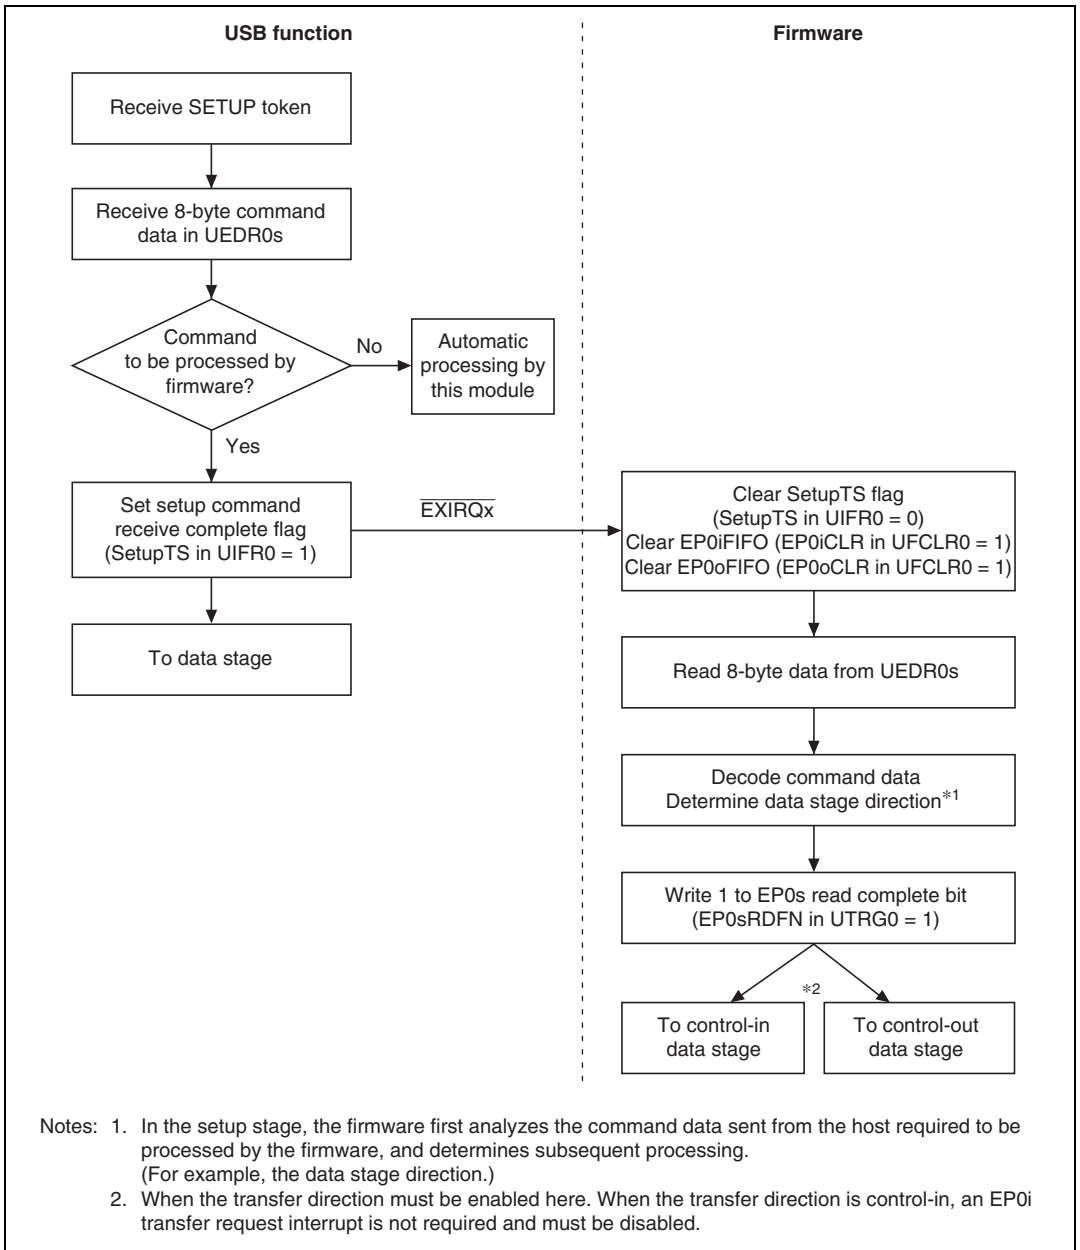 USB function
Firmware
Receive SETUP token
Receive 8-byte command
data in UEDR0s
Command
to be processed by
firmware?
No
Automatic
processing by
this module
Yes
Set setup command
receive complete flag
(SetupTS in UIFR0 = 1)
EXIRQx
To data stage
Clear SetupTS flag
(SetupTS in UIFR0 = 0)
Clear EP0iFIFO (EP0iCLR in UFCLR0 = 1)
Clear EP0oFIFO (EP0oCLR in UFCLR0 = 1)
Read 8-byte data from UEDR0s
Decode command data
Determine data stage direction*1
Write 1 to EP0s read complete bit
(EP0sRDFN in UTRG0 = 1)
*2
To control-in
data stage
To control-out
data stage
Notes: 1. In the setup stage, the firmware first analyzes the command data sent from the host required to be
processed by the firmware, and determines subsequent processing.
(For example, the data stage direction.)
2. When the transfer direction must be enabled here. When the transfer direction is control-in, an EP0i
transfer request interrupt is not required and must be disabled.